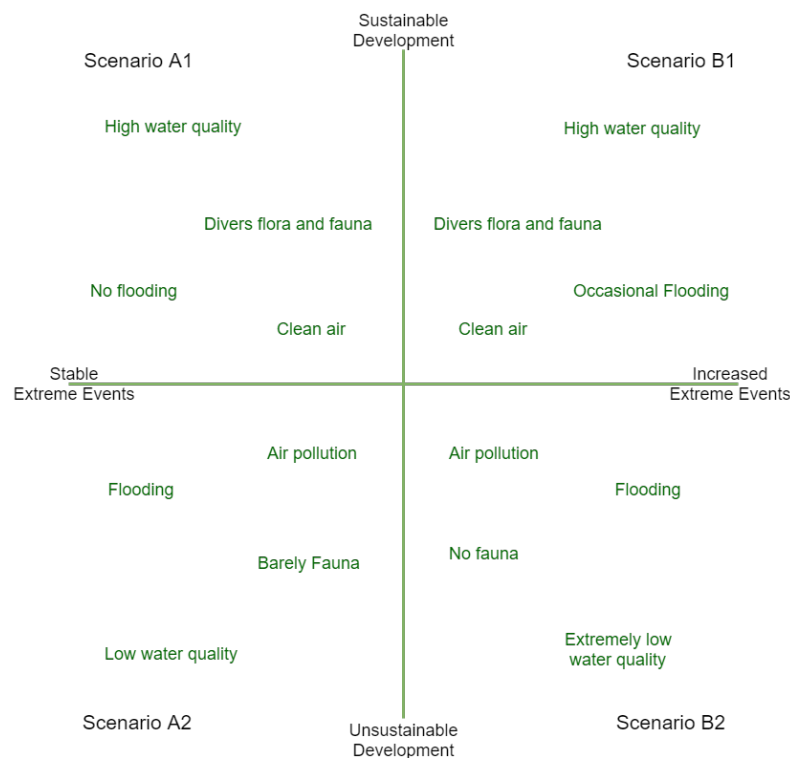 Sustainable
Development
Scenario A1
Scenario B1
High water quality
High water quality
Divers flora and fauna
Divers flora and fauna
No flooding
Occasional Flooding
Clean air
Clean air
Stable
Extreme Events
Increased
Extreme Events
Air pollution
Air pollution
Flooding
Flooding
Barely Fauna
No fauna
Low water quality
Extremely low
water quality
Scenario A2
Scenario B2
Unsustainable
Development